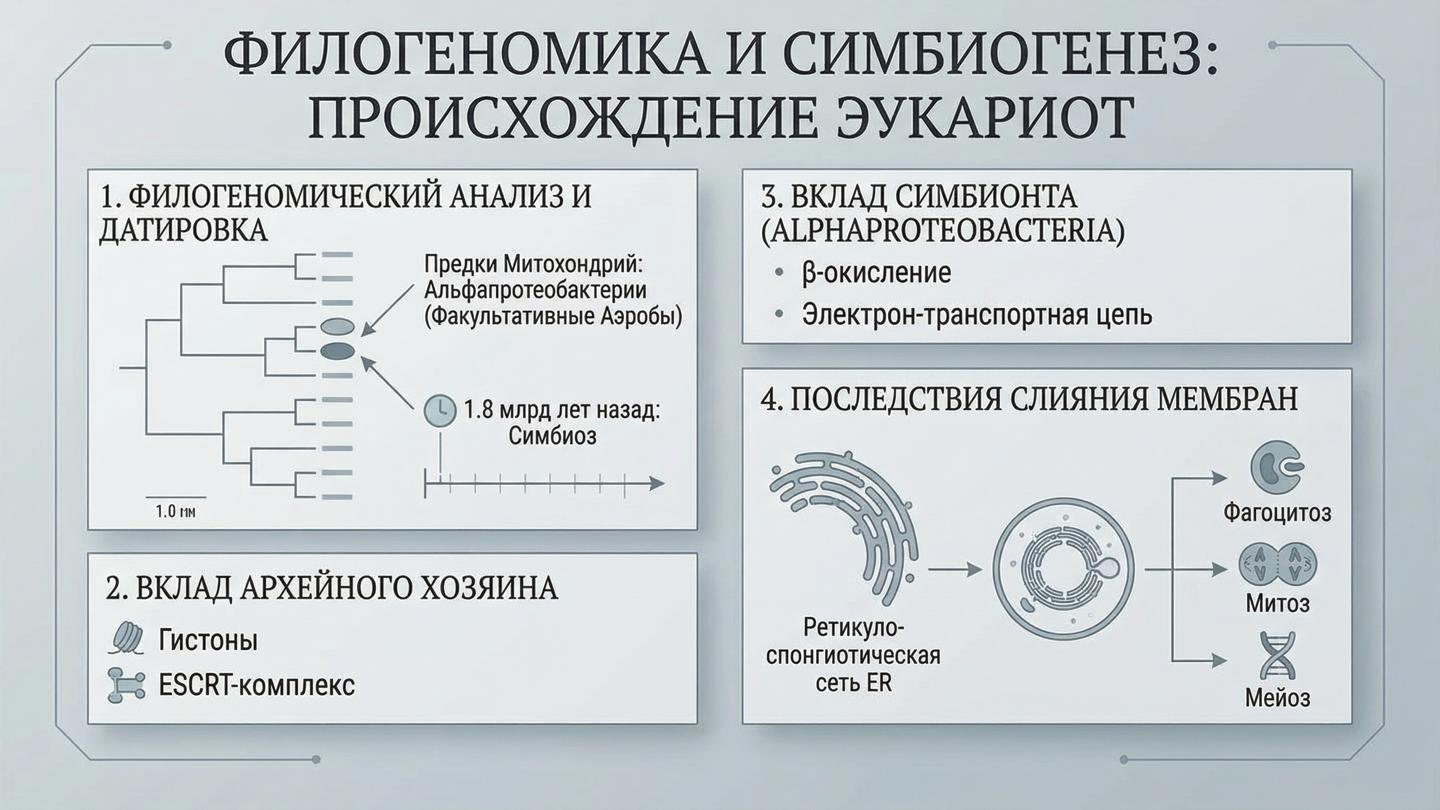 ФИЛОГЕНОМИКА И СИМБИОГЕНЕЗ:
ПРОИСХОЖДЕНИЕ ЭУКАРИОТ
1. ФИЛОГЕНОМИЧЕСКИЙ АНАЛИЗ И
ДАТИРОВКА
Предки Митохондрий:
Альфапротеобактерии
(Факультативные Аэробы)
1.8 млрд лет назад:
Симбиоз
1.0
2. ВКЛАД АРХЕЙНОГО ХОЗЯИНА
Гистоны
ESCRT-комплекс
3. ВКЛАД СИМБИОНТА
(ALPHAPROTEOBACTERIA)
• β-окисление
• Электрон-транспортная цепь
4. ПОСЛЕДСТВИЯ СЛИЯНИЯ МЕМБРАН
Ретикуло-
спонгиотическая
сеть ER
Фагоцитоз
Митоз
Мейоз